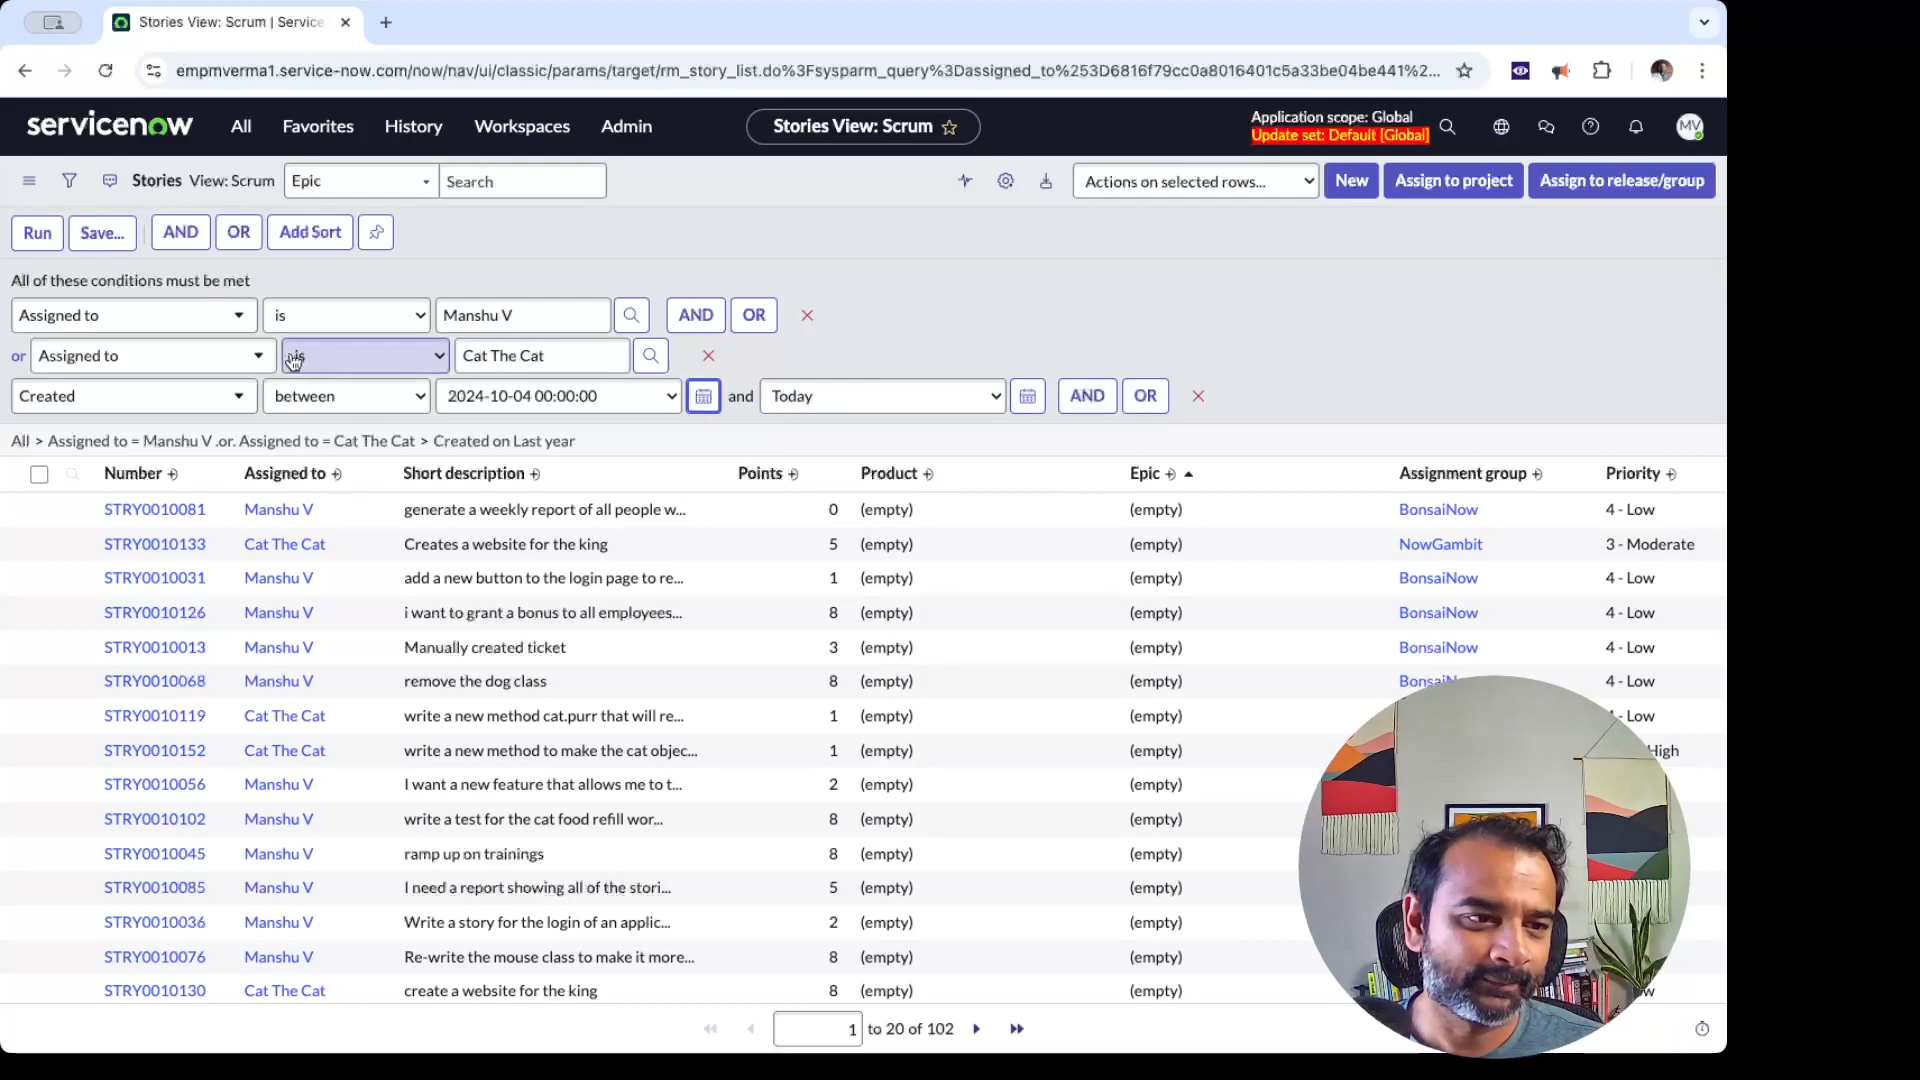 Stories View: Scrum | Service
empmverma1.service-now.com/now/nav/ui/classic/params/target/rm_story_list.do%3Fsysparm_query%3Dassigned_to%253D6816f79cc0a8016401c5a33be04be441%2...
servicenow All Favorites History Workspaces Admin Stories View: Scrum Application scope: Global
Update set: Default [Global] MV
Stories View: Scrum Epic Search Actions on selected rows... New Assign to project Assign to release/group
Run Save... AND OR Add Sort
All of these conditions must be met
Assigned to is Manshu V AND OR
or Assigned to is Cat The Cat
Created between 2024-10-04 00:00:00 and Today AND OR
All > Assigned to = Manshu V .or. Assigned to = Cat The Cat > Created on Last year
Number Assigned to Short description Points Product Epic Assignment group Priority
STRY0010081 Manshu V generate a weekly report of all people w... 0 (empty) (empty) BonsaiNow 4 - Low
STRY0010133 Cat The Cat Creates a website for the king 5 (empty) (empty) NowGambit 3 - Moderate
STRY0010031 Manshu V add a new button to the login page to re... 1 (empty) (empty) BonsaiNow 4 - Low
STRY0010126 Manshu V i want to grant a bonus to all employees... 8 (empty) (empty) BonsaiNow 4 - Low
STRY0010013 Manshu V Manually created ticket 3 (empty) (empty) BonsaiNow 4 - Low
STRY0010068 Manshu V remove the dog class 8 (empty) (empty) 4 - Low
STRY0010119 Cat The Cat write a new method cat.purr that will re... 1 (empty) (empty) - Low
STRY0010152 Cat The Cat write a new method to make the cat objec... 1 (empty) (empty) High
STRY0010056 Manshu V I want a new feature that allows me to t... 2 (empty) (empty)
STRY0010102 Manshu V write a test for the cat food refill wor... 8 (empty) (empty)
STRY0010045 Manshu V ramp up on trainings 8 (empty) (empty)
STRY0010085 Manshu V I need a report showing all of the stori... 5 (empty) (empty)
STRY0010036 Manshu V Write a story for the login of an applic... 2 (empty) (empty)
STRY0010076 Manshu V Re-write the mouse class to make it more... 8 (empty) (empty)
STRY0010130 Cat The Cat create a website for the king 8 (empty) (empty)
1 to 20 of 102